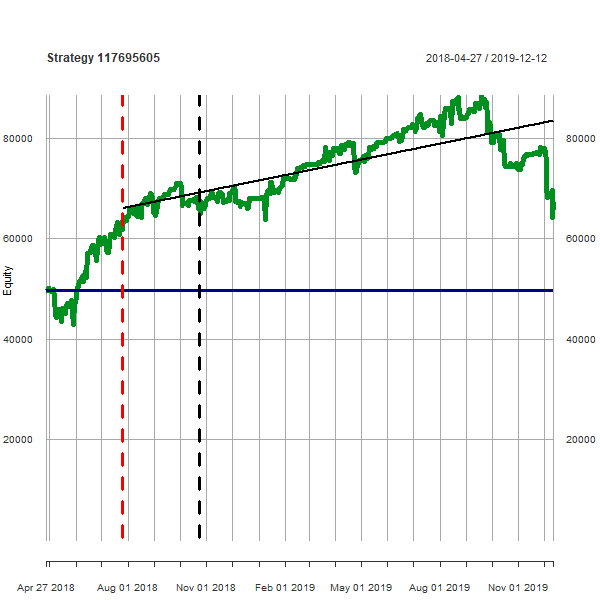 Strategy 117695605
2018-04-27 / 2019-12-12
80000
80000
60000
60000
Equity
40000
40000
20000
20000
Apr 27 2018
Aug 01 2018
Nov 01 2018
Feb 01 2019
May 01 2019
Aug 01 2019
Nov 01 2019